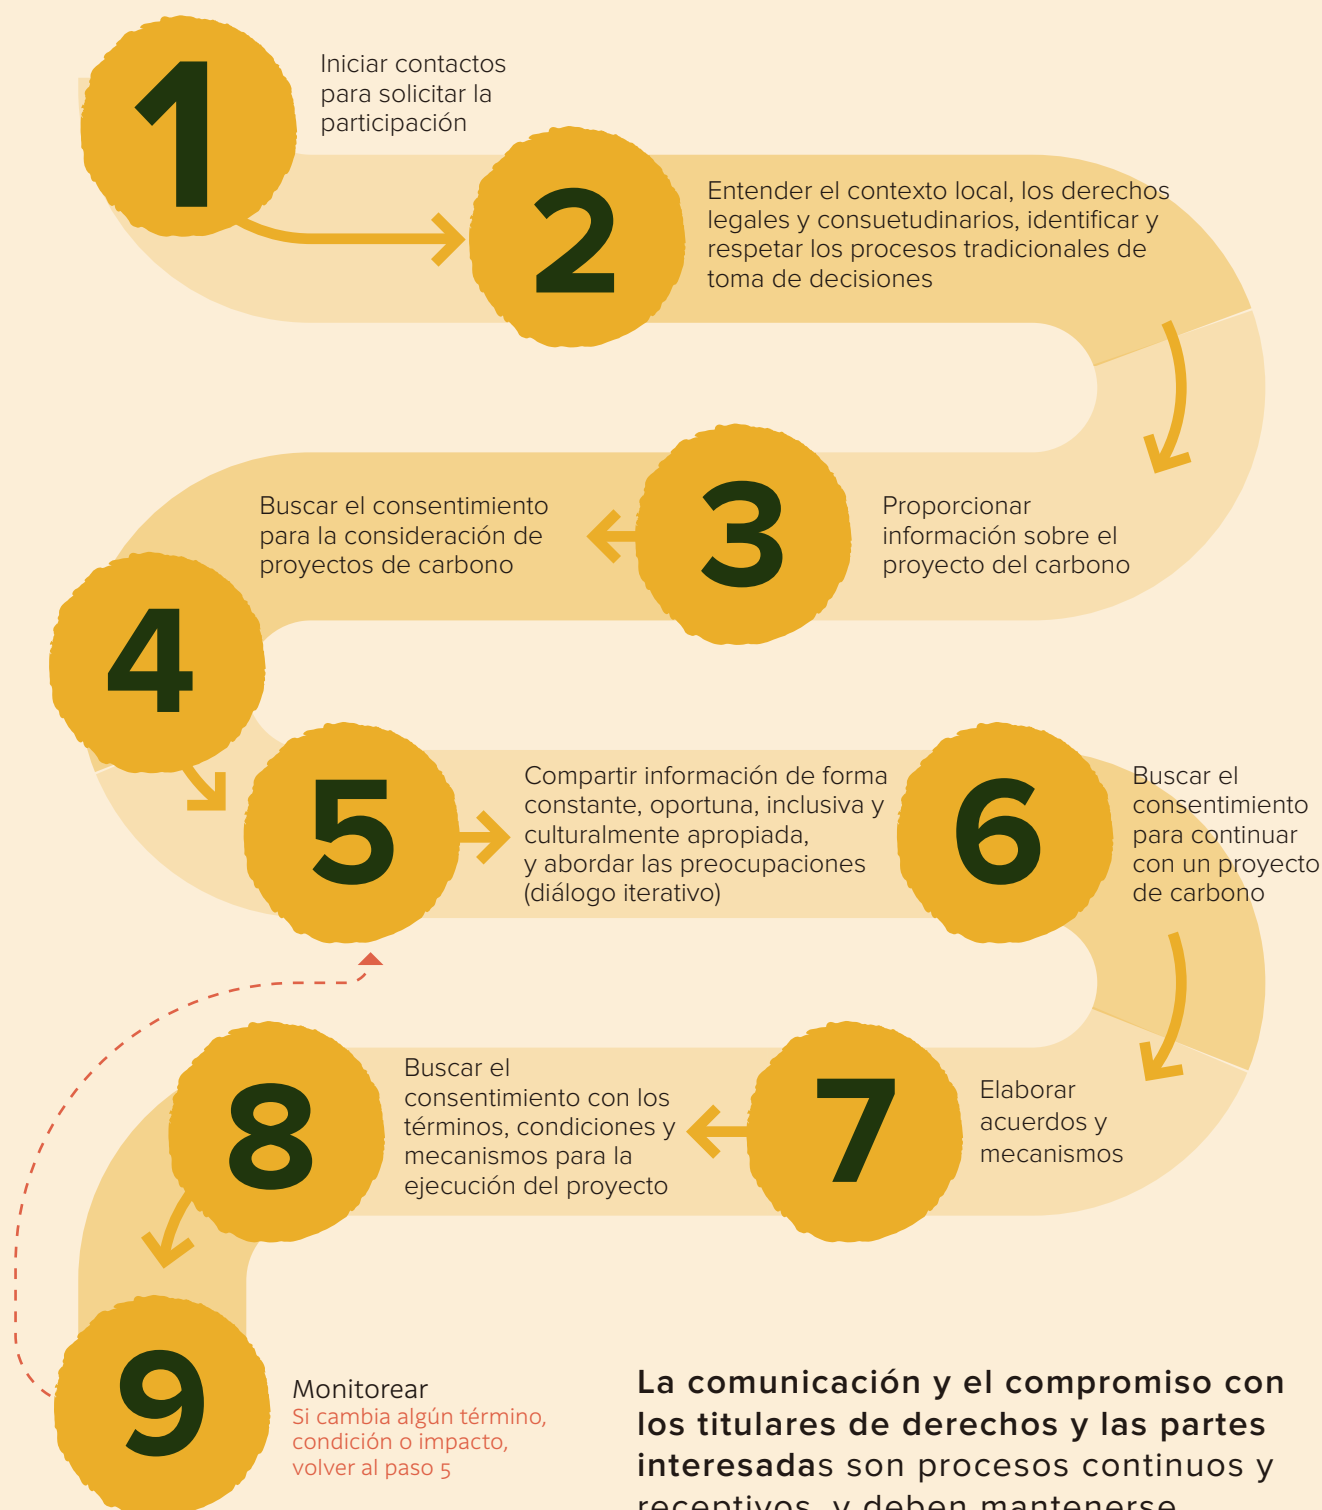 1
Iniciar contactos
para solicitar la
participación
2
Entender el contexto local, los derechos
legales y consuetudinarios, identificar y
respetar los procesos tradicionales de
toma de decisiones
3
Proporcionar
información sobre el
proyecto del carbono
4
Buscar el consentimiento
para la consideración de
proyectos de carbono
5
Compartir información de forma
constante, oportuna, inclusiva y
culturalmente apropiada,
y abordar las preocupaciones
(diálogo iterativo)
6
Buscar el
consentimiento
para continuar
con un proyecto
de carbono
7
Elaborar
acuerdos y
mecanismos
8
Buscar el
consentimiento con los
términos, condiciones y
mecanismos para la
ejecución del proyecto
9
Monitorear
Si cambia algún término,
condición o impacto,
volver al paso 5
La comunicación y el compromiso con
los titulares de derechos y las partes
interesadas son procesos continuos y
receptivos, y deben mantenerse